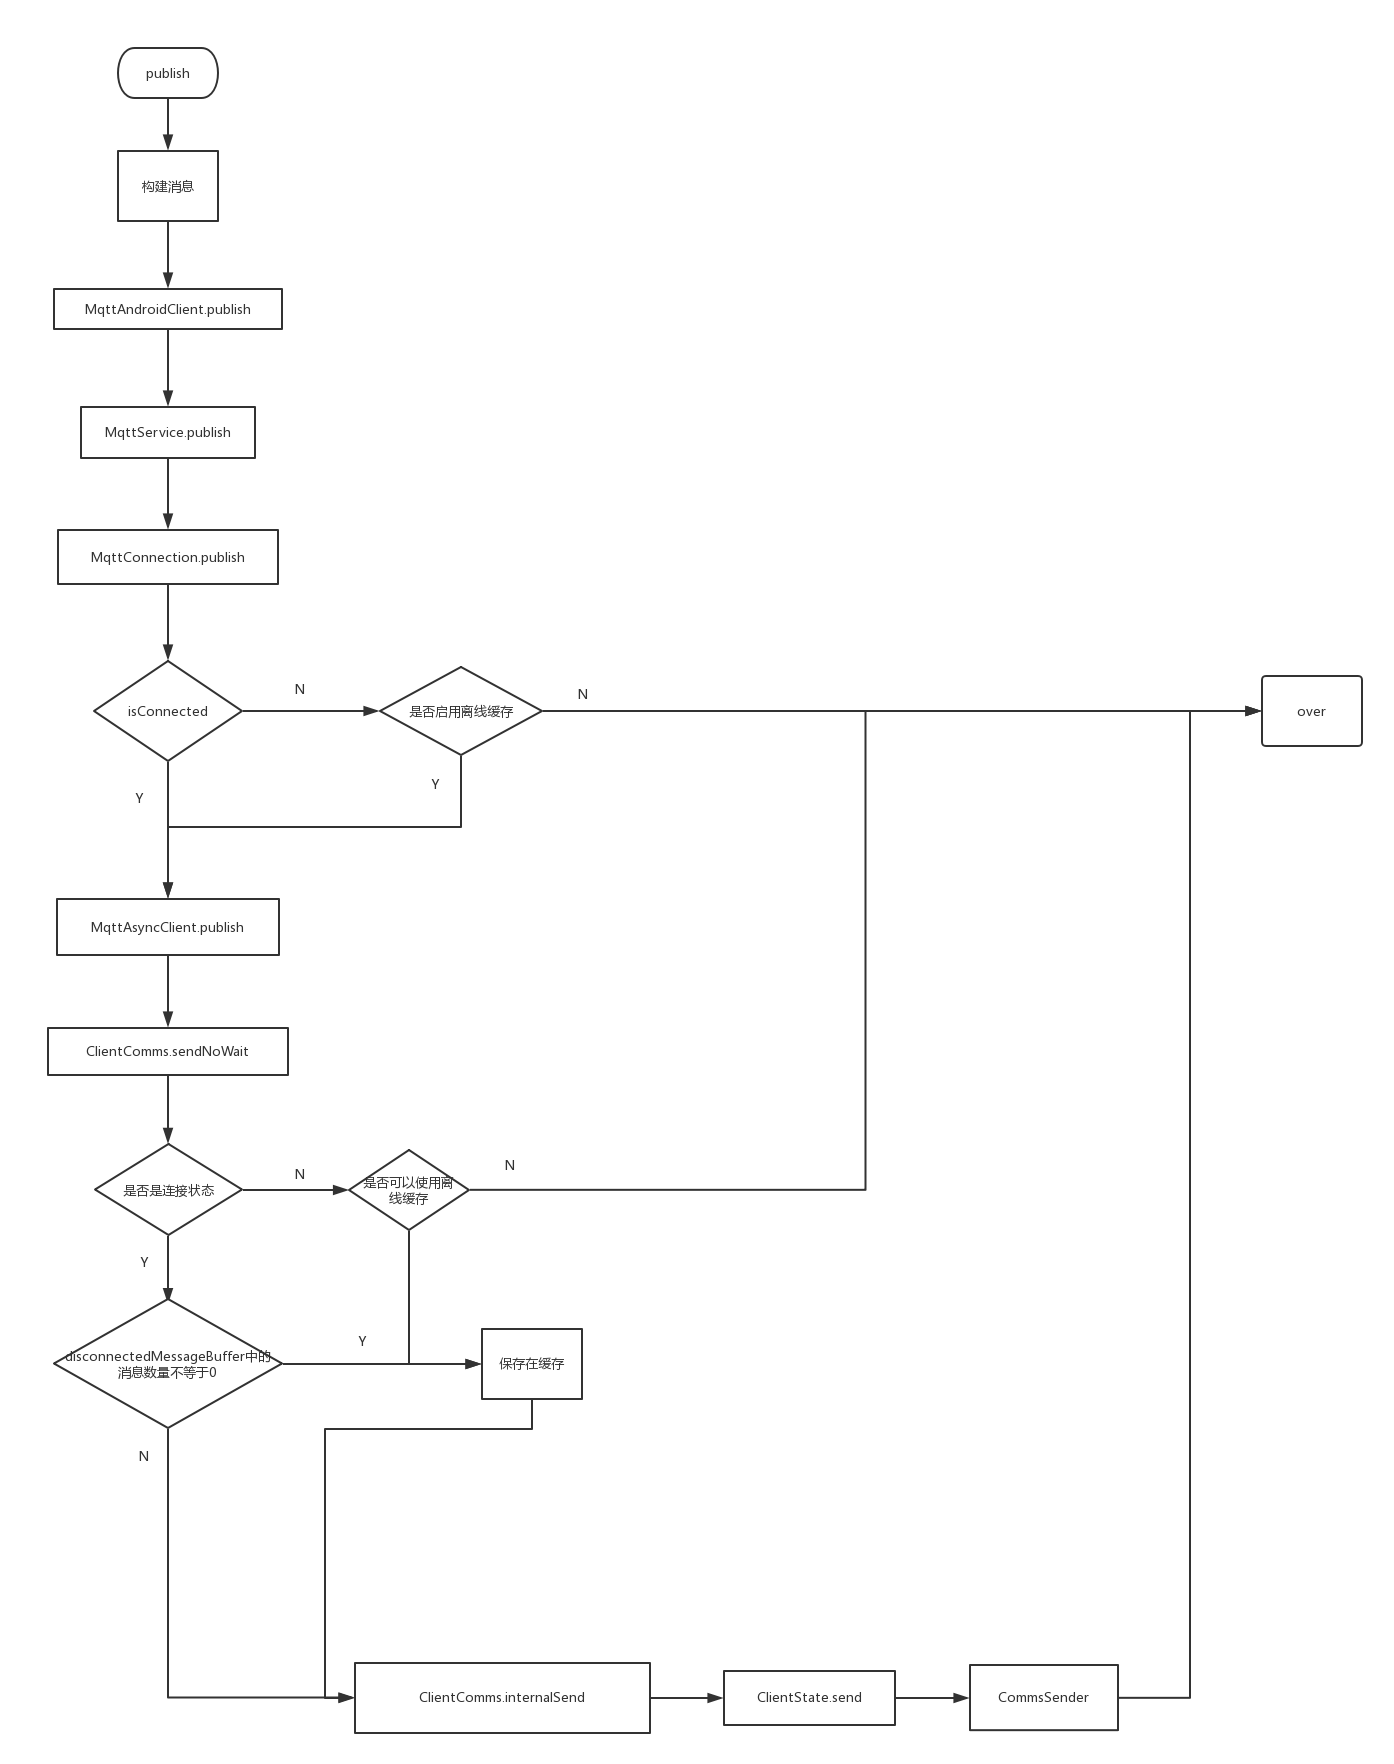 publish
构建消息
MqttAndroidClient.publish
MqttService.publish
MqttConnection.publish
isConnected
N
是否启用离线缓存
N
over
Y
Y
MqttAsyncClient.publish
ClientComms.sendNoWait
是否是连接状态
N
是否可以使用离
线缓存
N
Y
disconnectedMessageBuffer中的
消息数量不等于0
Y
保存在缓存
N
ClientComms.internalSend
ClientState.send
CommsSender